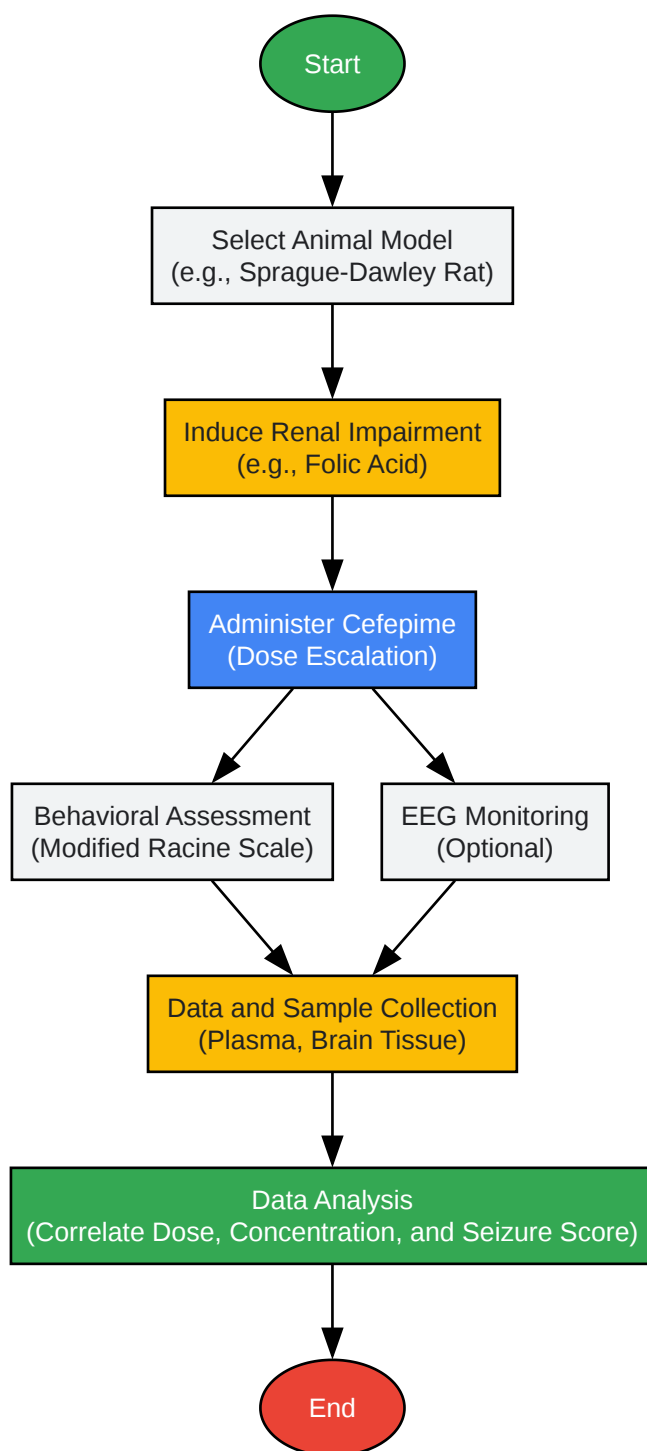 Start
Select Animal Model
(e.g., Sprague-Dawley Rat)
Induce Renal Impairment
(e.g., Folic Acid)
Administer Cefepime
(Dose Escalation)
Behavioral Assessment
(Modified Racine Scale)
EEG Monitoring
(Optional)
Data and Sample Collection
(Plasma, Brain Tissue)
Data Analysis
(Correlate Dose, Concentration, and Seizure Score)
End